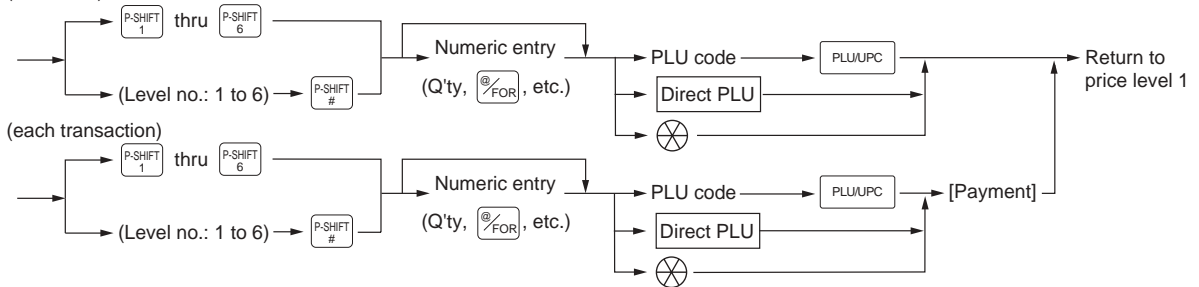 P-SHIFT 1 thru P-SHIFT 6
Numeric entry
PLU code PLU/UPC Return to
(Level no.: 1 to 6) P-SHIFT # (Q'ty, @/FOR , etc.) Direct PLU price level 1
(each transaction)
P-SHIFT 1 thru P-SHIFT 6
Numeric entry
PLU code PLU/UPC [Payment]
(Level no.: 1 to 6) P-SHIFT # (Q'ty, @/FOR , etc.) Direct PLU